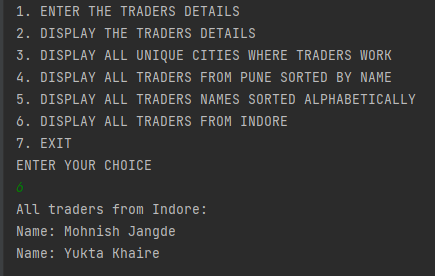 1. ENTER THE TRADERS DETAILS
2. DISPLAY THE TRADERS DETAILS
3. DISPLAY ALL UNIQUE CITIES WHERE TRADERS WORK
4. DISPLAY ALL TRADERS FROM PUNE SORTED BY NAME
5. DISPLAY ALL TRADERS NAMES SORTED ALPHABETICALLY
6. DISPLAY ALL TRADERS FROM INDORE
7. EXIT
ENTER YOUR CHOICE
6
All traders from Indore:
Name: Mohnish Jangde
Name: Yukta Khaire